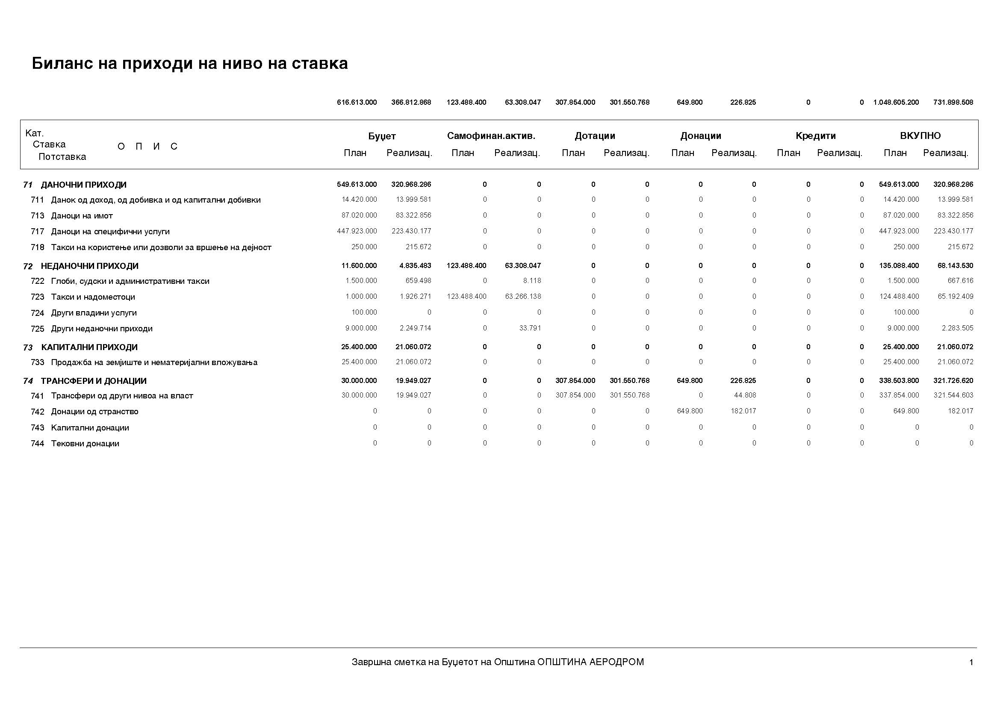 Биланс на приходи на ниво на ставка
616.613.000 366.812.868 123.488.400 63.308.047 307.854.000 301.550.768 649.800 226.825 0 0 1.048.605.200 731.898.508
Кат. Ставка Потставка О П И С Буџет Самофинан.актив. Дотации Донации Кредити ВКУПНО
План Реализац. План Реализац. План Реализац. План Реализац. План Реализац. План Реализац.
71 ДАНОЧНИ ПРИХОДИ 549.613.000 320.968.286 0 0 0 0 0 0 0 0 549.613.000 320.968.286
711 Данок од доход, од добивка и од капитални добивки 14.420.000 13.999.581 0 0 0 0 0 0 0 0 14.420.000 13.999.581
713 Даноци на имот 87.020.000 83.322.856 0 0 0 0 0 0 0 0 87.020.000 83.322.856
717 Даноци на специфични услуги 447.923.000 223.430.177 0 0 0 0 0 0 0 0 447.923.000 223.430.177
718 Такси на користење или дозволи за вршење на дејност 250.000 215.672 0 0 0 0 0 0 0 0 250.000 215.672
72 НЕДАНОЧНИ ПРИХОДИ 11.600.000 4.835.483 123.488.400 63.308.047 0 0 0 0 0 0 135.088.400 68.143.530
722 Глоби, судски и административни такси 1.500.000 659.498 0 8.118 0 0 0 0 0 0 1.500.000 667.616
723 Такси и надоместоци 1.000.000 1.926.271 123.488.400 63.266.138 0 0 0 0 0 0 124.488.400 65.192.409
724 Други владини услуги 100.000 0 0 0 0 0 0 0 0 0 100.000 0
725 Други неданочни приходи 9.000.000 2.249.714 0 33.791 0 0 0 0 0 0 9.000.000 2.283.505
73 КАПИТАЛНИ ПРИХОДИ 25.400.000 21.060.072 0 0 0 0 0 0 0 0 25.400.000 21.060.072
733 Продажба на земјиште и нематеријални вложувања 25.400.000 21.060.072 0 0 0 0 0 0 0 0 25.400.000 21.060.072
74 ТРАНСФЕРИ И ДОНАЦИИ 30.000.000 19.949.027 0 0 307.854.000 301.550.768 649.800 226.825 0 0 338.503.800 321.726.620
741 Трансфери од други нивоа на власт 30.000.000 19.949.027 0 0 307.854.000 301.550.768 0 44.808 0 0 337.854.000 321.544.603
742 Донации од странство 0 0 0 0 0 0 649.800 182.017 0 0 649.800 182.017
743 Капитални донации 0 0 0 0 0 0 0 0 0 0 0 0
744 Тековни донации 0 0 0 0 0 0 0 0 0 0 0 0
Завршна сметка на Буџетот на Општина ОПШТИНА АЕРОДРОМ 1